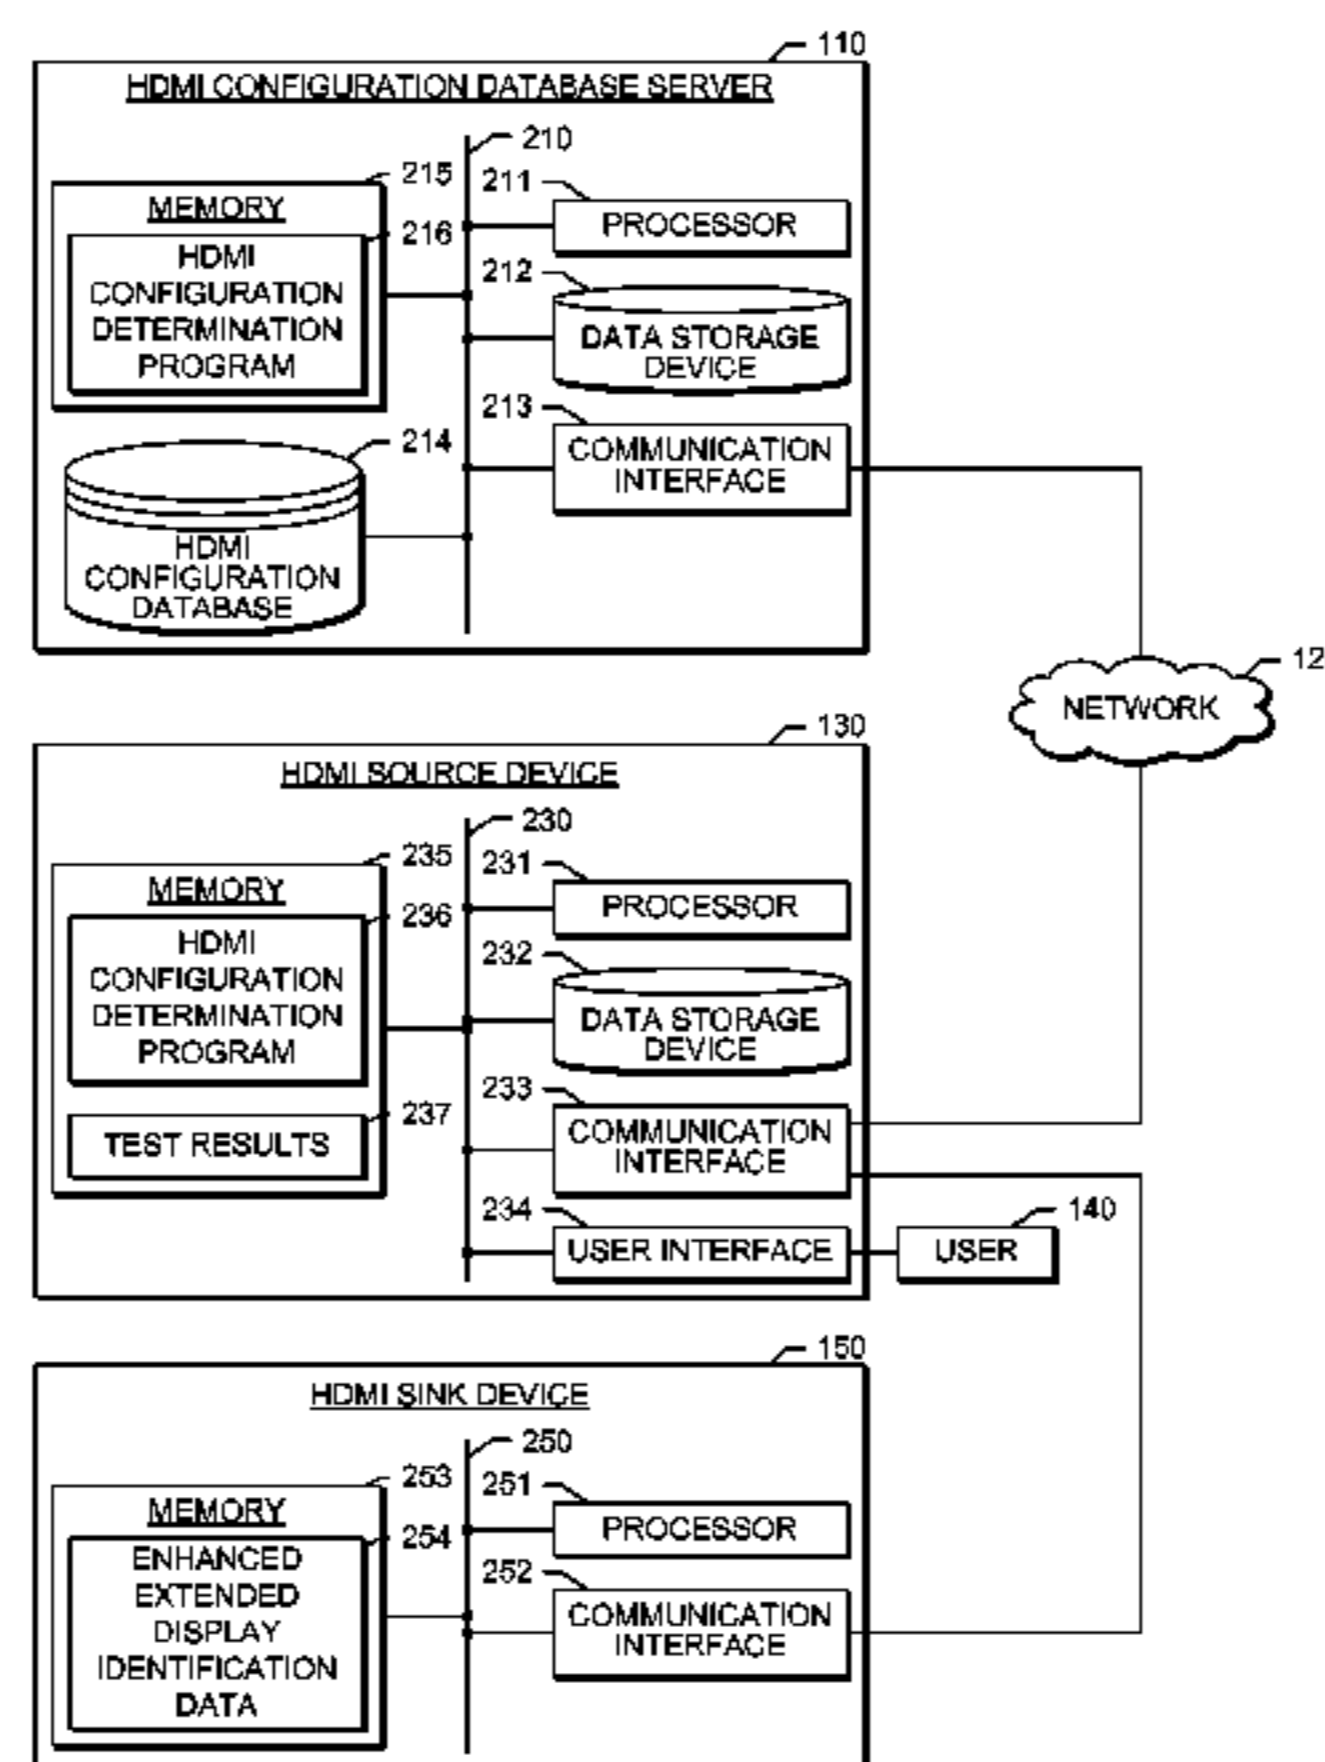 110
HDMI CONFIGURATION DATABASE SERVER
210
215
MEMORY
216
HDMI
CONFIGURATION
DETERMINATION
PROGRAM
211
PROCESSOR
212
DATA STORAGE
DEVICE
213
COMMUNICATION
INTERFACE
214
HDMI
CONFIGURATION
DATABASE
12
NETWORK
130
HDMI SOURCE DEVICE
230
235
MEMORY
236
HDMI
CONFIGURATION
DETERMINATION
PROGRAM
237
TEST RESULTS
231
PROCESSOR
232
DATA STORAGE
DEVICE
233
COMMUNICATION
INTERFACE
234
USER INTERFACE
140
USER
150
HDMI SINK DEVICE
250
253
MEMORY
254
ENHANCED
EXTENDED
DISPLAY
IDENTIFICATION
DATA
251
PROCESSOR
252
COMMUNICATION
INTERFACE